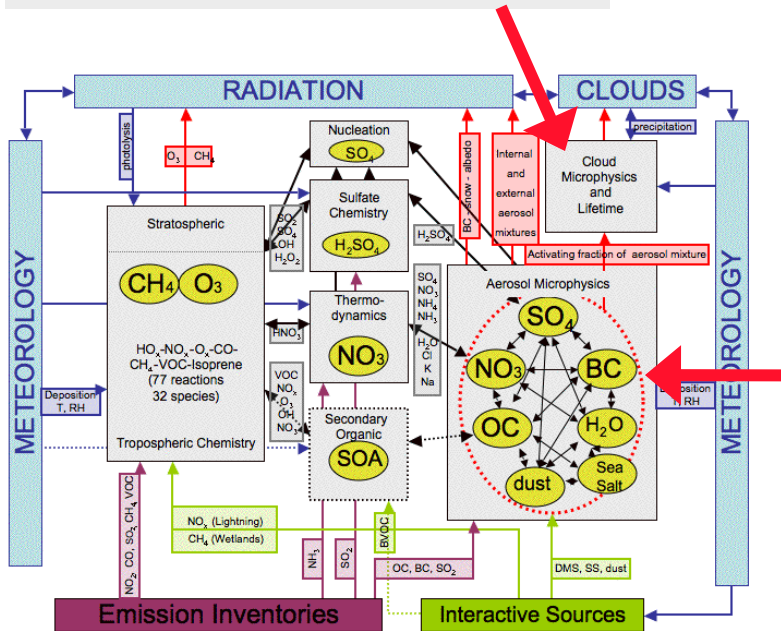 RADIATION
CLOUDS
photolysis
O₃ CH₄
Nucleation
SO₄
BC - snow - abedo
Internal
and
external
aerosol
mixtures
precipitation
Cloud
Microphysics
and
Lifetime
METEOROLOGY
METEOROLOGY
Stratospheric
CH₄
O₃
HOₓ-NOₓ-Oₓ-CO-
CH₄-VOC-Isoprene
(77 reactions
32 species)
Tropospheric Chemistry
SO₂
SO₄
OH
H₂O₂
Sulfate
Chemistry
H₂SO₄
H₂SO₄
Activating fraction of aerosol mixture
HNO₃
Thermo-
dynamics
NO₃
SO₄
NO₃
NH₄
NH₃
H₂O
Cl
K
Na
Aerosol Microphysics
SO₄
NO₃
BC
OC
H₂O
dust
Sea
Salt
Deposition
T, RH
T, RH
VOC
NOₓ
O₃
OH
NO₃
Secondary
Organic
SOA
NO₂, CO, SO₂ CH₄ VOC
NOₓ (Lightning)
CH₄ (Wetlands)
NH₃
SO₂
BVOC
OC, BC, SO₂
DMS, SS, dust
Emission Inventories
Interactive Sources